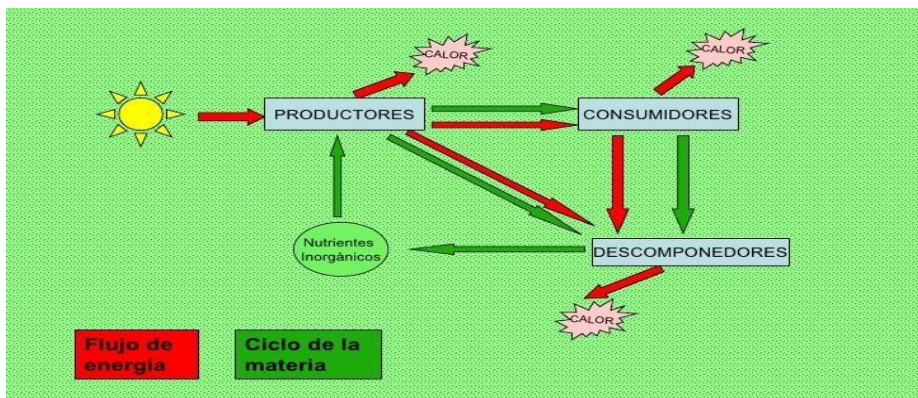 CALOR
CALOR
PRODUCTORES
CONSUMIDORES
Nutrientes
Inorgánicos
DESCOMPONEDORES
CALOR
Flujo de
energía
Ciclo de la
materia